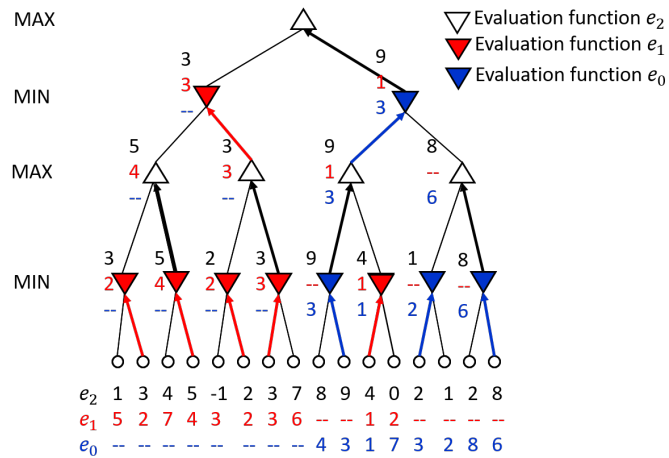 MAX
Evaluation function e₂
Evaluation function e₁
Evaluation function e₀
3 9
3 1
MIN
-- 3
5 3 9 8
MAX
4 3 1 --
-- -- 3 6
3 5 2 3 9 4 1 8
MIN
2 4 2 3 -- 1 -- --
-- -- -- -- 3 1 2 6
e₂ 1 3 4 5 -1 2 3 7 8 9 4 0 2 1 2 8
e₁ 5 2 7 4 3 2 3 6 -- -- 1 2 -- -- -- --
e₀ -- -- -- -- -- -- -- -- 4 3 1 7 3 2 8 6